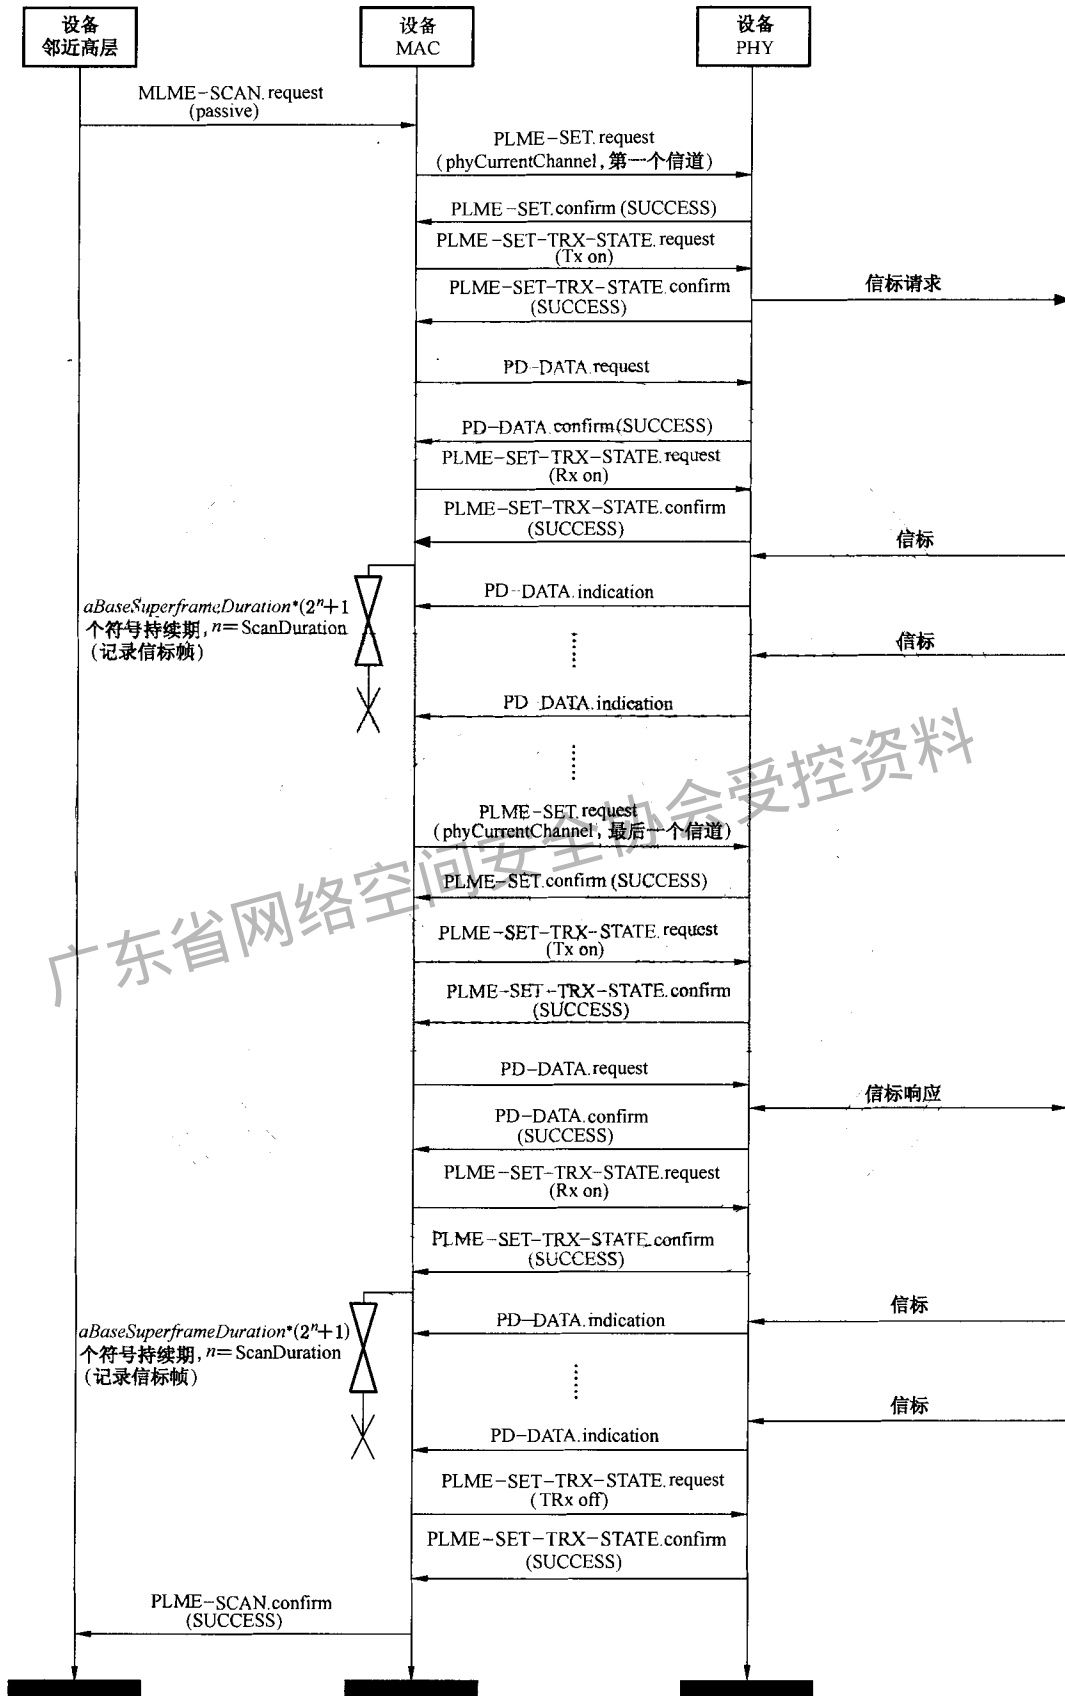 设备
邻近高层
设备
MAC
设备
PHY
MLME-SCAN.request
(passive)
PLME-SET.request
(phyCurrentChannel,第一个信道)
PLME-SET.confirm (SUCCESS)
PLME-SET-TRX-STATE.request
(Tx on)
信标请求
PLME-SET-TRX-STATE.confirm
(SUCCESS)
PD-DATA.request
PD-DATA.confirm(SUCCESS)
PLME-SET-TRX-STATE.request
(Rx on)
PLME-SET-TRX-STATE.confirm
(SUCCESS)
信标
PD-DATA.indication
aBaseSuperframeDuration*(2ⁿ+1
个符号持续期,n=ScanDuration
(记录信标帧)
信标
PD DATA.indication
PLME-SET.request
(phyCurrentChannel,最后一个信道)
PLME-SET.confirm (SUCCESS)
PLME-SET-TRX-STATE.request
(Tx on)
PLME-SET-TRX-STATE.confirm
(SUCCESS)
PD-DATA.request
信标响应
PD-DATA.confirm
(SUCCESS)
PLME-SET-TRX-STATE.request
(Rx on)
PLME-SET-TRX-STATE.confirm
(SUCCESS)
信标
PD-DATA.indication
aBaseSuperframeDuration*(2ⁿ+1)
个符号持续期,n=ScanDuration
(记录信标帧)
信标
PD-DATA.indication
PLME-SET-TRX-STATE.request
(TRx off)
PLME-SET-TRX-STATE.confirm
(SUCCESS)
PLME-SCAN.confirm
(SUCCESS)
广东省网络空间安全协会受控资料